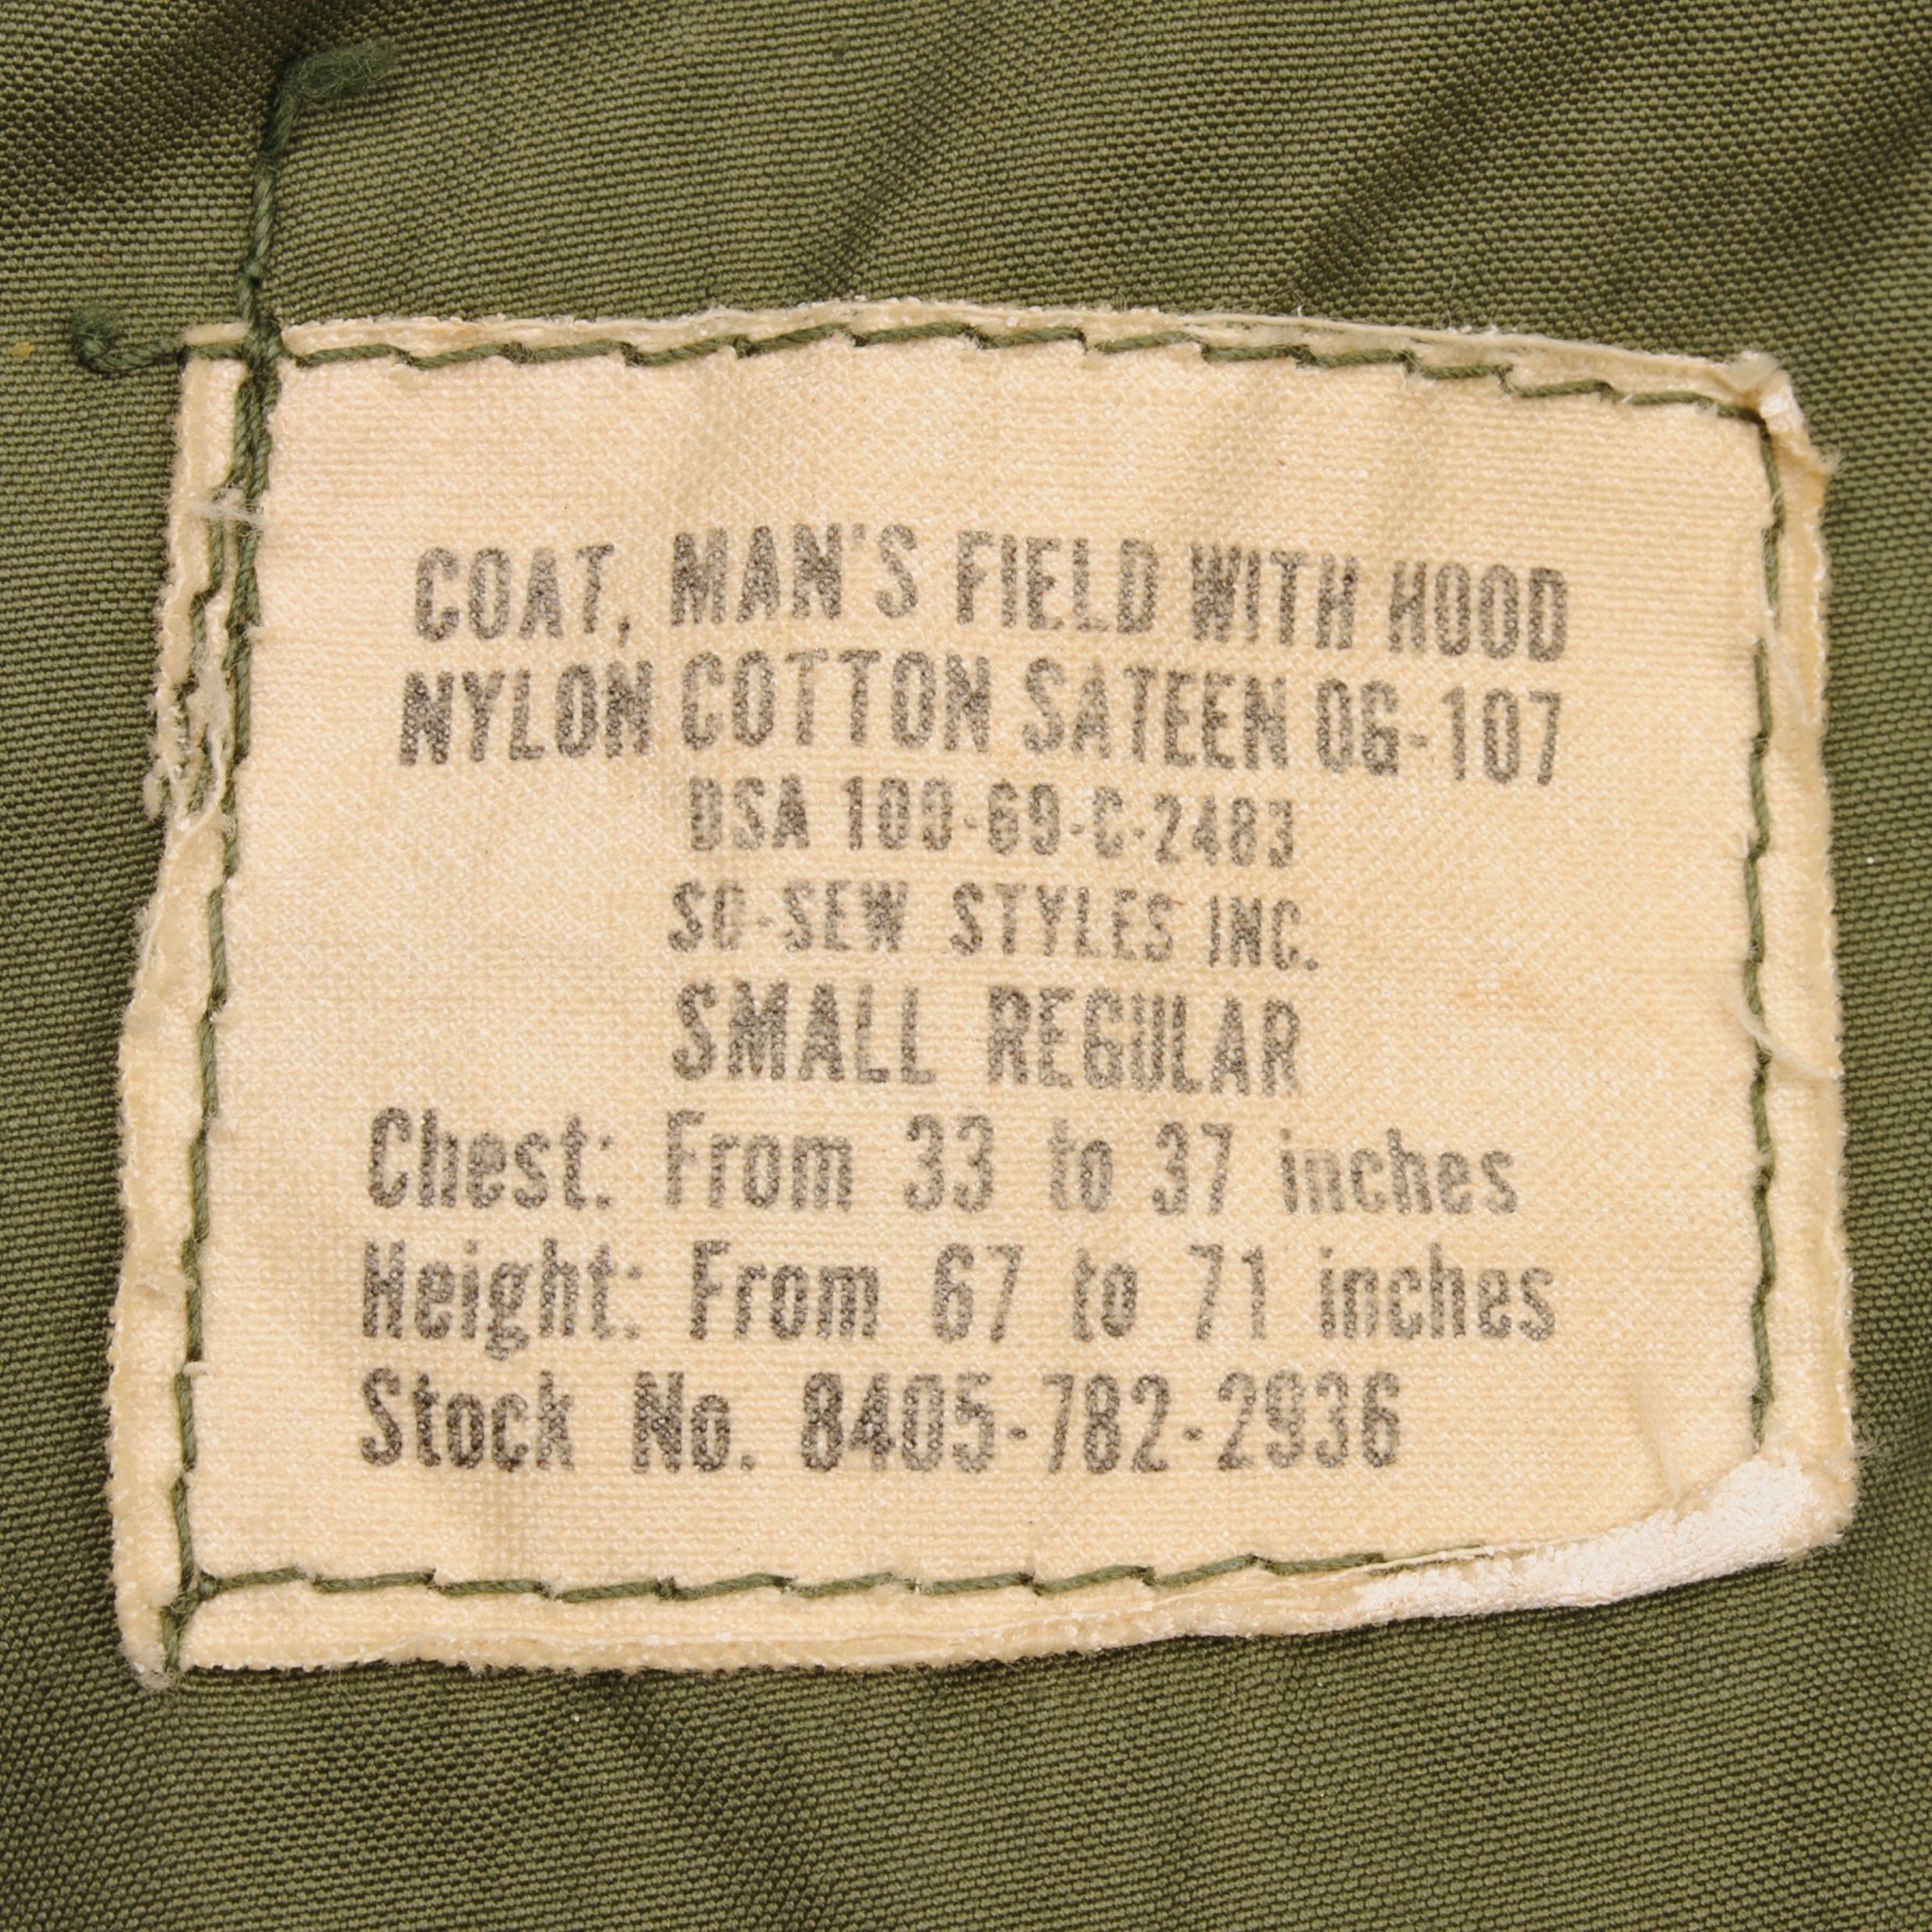 COAT, MAN'S FIELD WITH HOOD
NYLON COTTON SATEEN OG-107
DSA 100-69-C-2483
SO-SEW STYLES INC.
SMALL REGULAR
Chest: From 33 to 37 inches
Height: From 67 to 71 inches
Stock No. 8405-782-2936